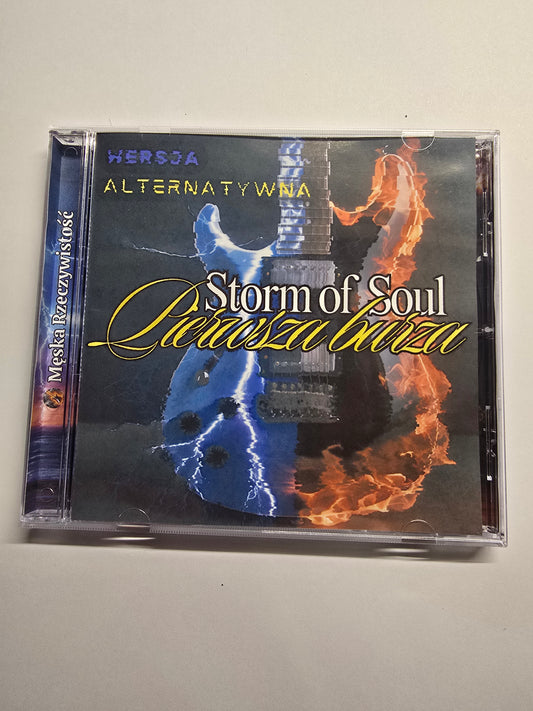 WERSJA
ALTERNATYWNA
Storm of Soul
Pierwsza burza
Męska Rzeczywistość